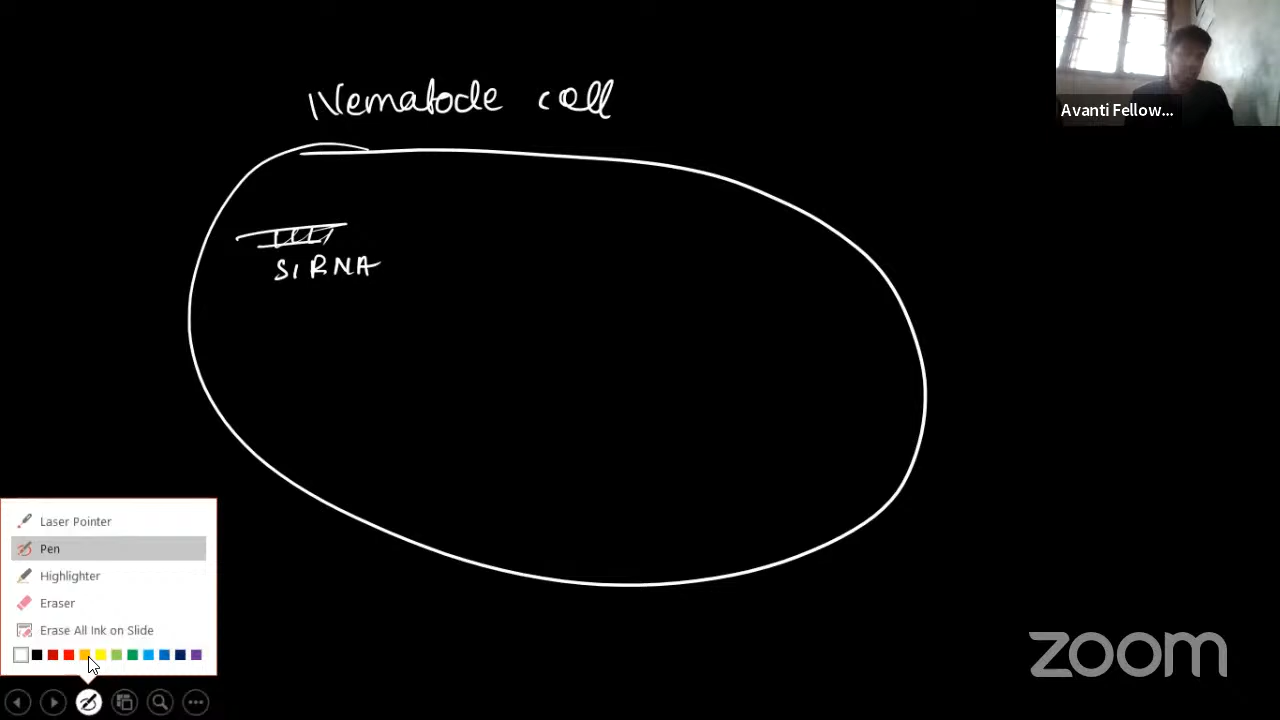 Nematode cell
Avanti Fellow...
SiRNA
Laser Pointer
Pen
Highlighter
Eraser
Erase All Ink on Slide
zoom